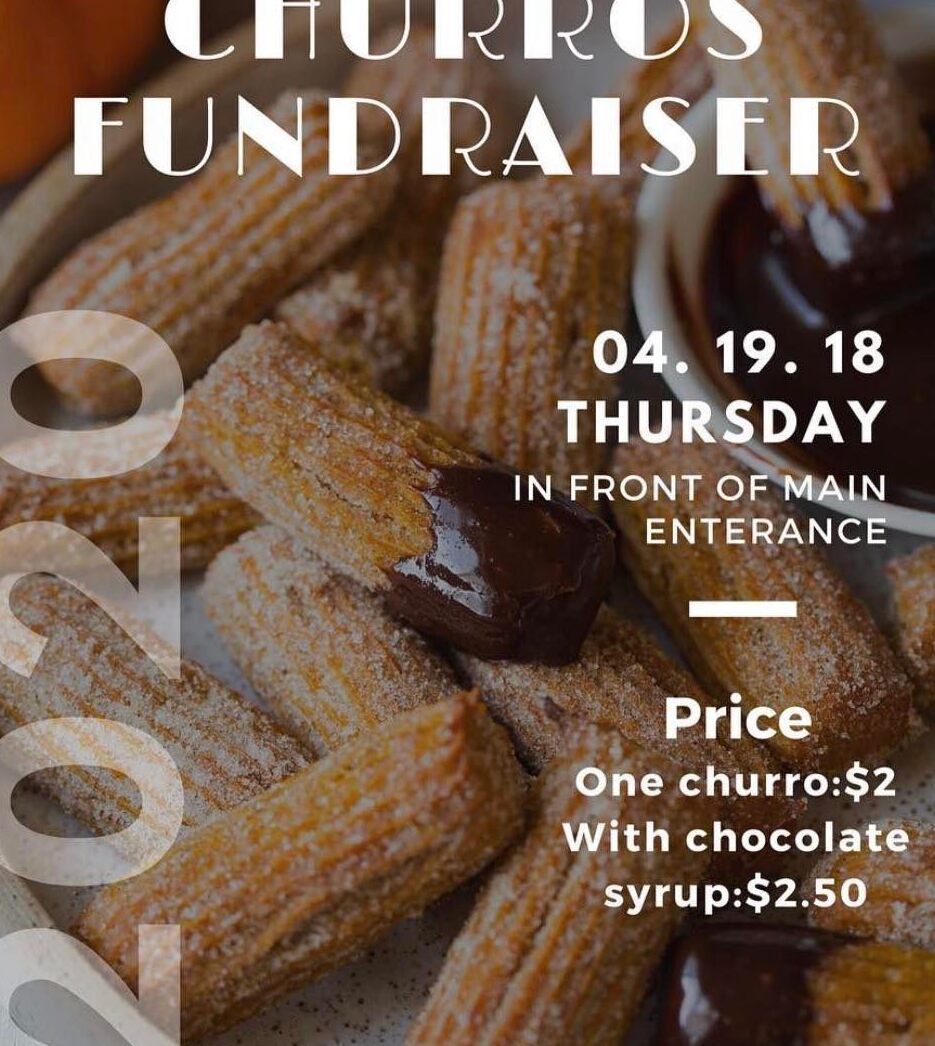 CHURROS
FUNDRAISER
04. 19. 18
THURSDAY
IN FRONT OF MAIN
ENTERANCE
Price
One churro:$2
With chocolate
syrup:$2.50
2020